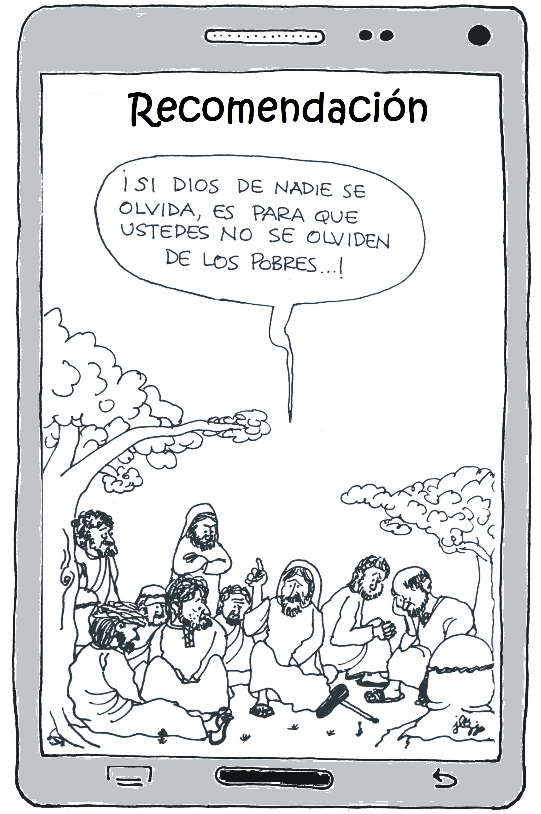 Recomendación
¡SI DIOS DE NADIE SE
OLVIDA, ES PARA QUE
USTEDES NO SE OLVIDEN
DE LOS POBRES...!